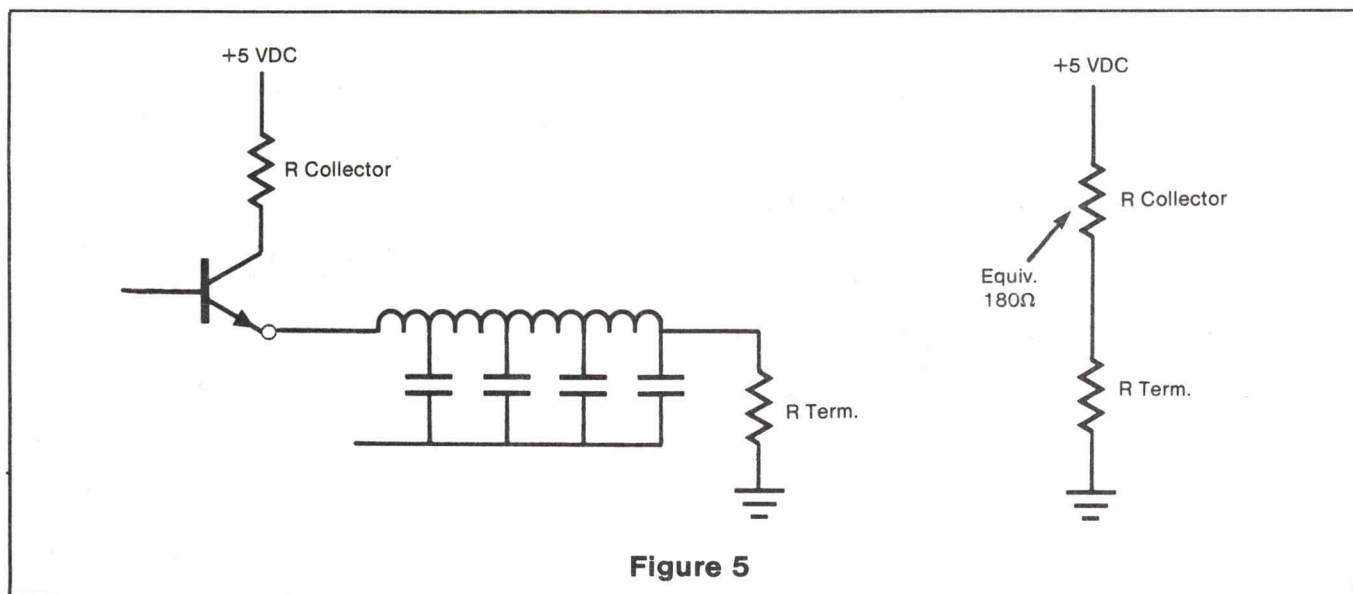 +5 VDC
R Collector
R Term.
+5 VDC
R Collector
Equiv.
180Ω
R Term.
Figure 5